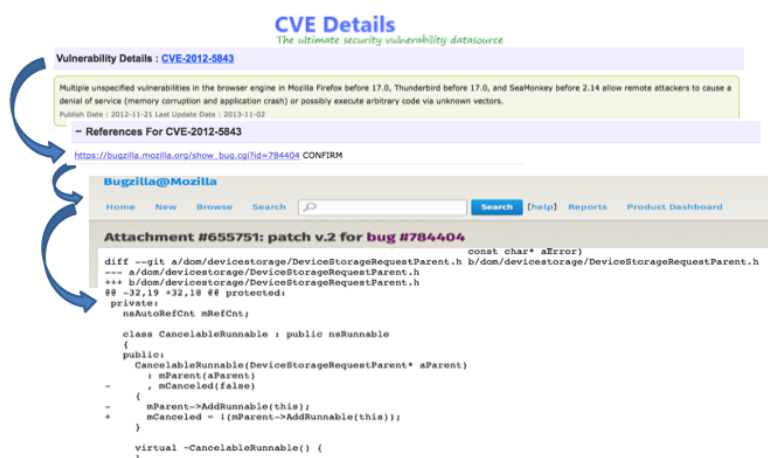 CVE Details
The ultimate security vulnerability datasource
Vulnerability Details : CVE-2012-5843
Multiple unspecified vulnerabilities in the browser engine in Mozilla Firefox before 17.0, Thunderbird before 17.0, and SeaMonkey before 2.14 allow remote attackers to cause a
denial of service (memory corruption and application crash) or possibly execute arbitrary code via unknown vectors.
Publish Date : 2012-11-21 Last Update Date : 2013-11-02
− References For CVE-2012-5843
https://bugzilla.mozilla.org/show_bug.cgi?id=784404 CONFIRM
Bugzilla@Mozilla
Home New Browse Search Search [help] Reports Product Dashboard
Attachment #655751: patch v.2 for bug #784404
const char* aError)
diff --git a/dom/devicestorage/DeviceStorageRequestParent.h b/dom/devicestorage/DeviceStorageRequestParent.h
--- a/dom/devicestorage/DeviceStorageRequestParent.h
+++ b/dom/devicestorage/DeviceStorageRequestParent.h
@@ -32,19 +32,18 @@ protected:
private:
nsAutoRefCnt mRefCnt;
class CancelableRunnable : public nsRunnable
{
public:
CancelableRunnable(DeviceStorageRequestParent* aParent)
: mParent(aParent)
- , mCanceled(false)
{
- mParent->AddRunnable(this);
+ mCanceled = !(mParent->AddRunnable(this));
}
virtual ~CancelableRunnable() {
}